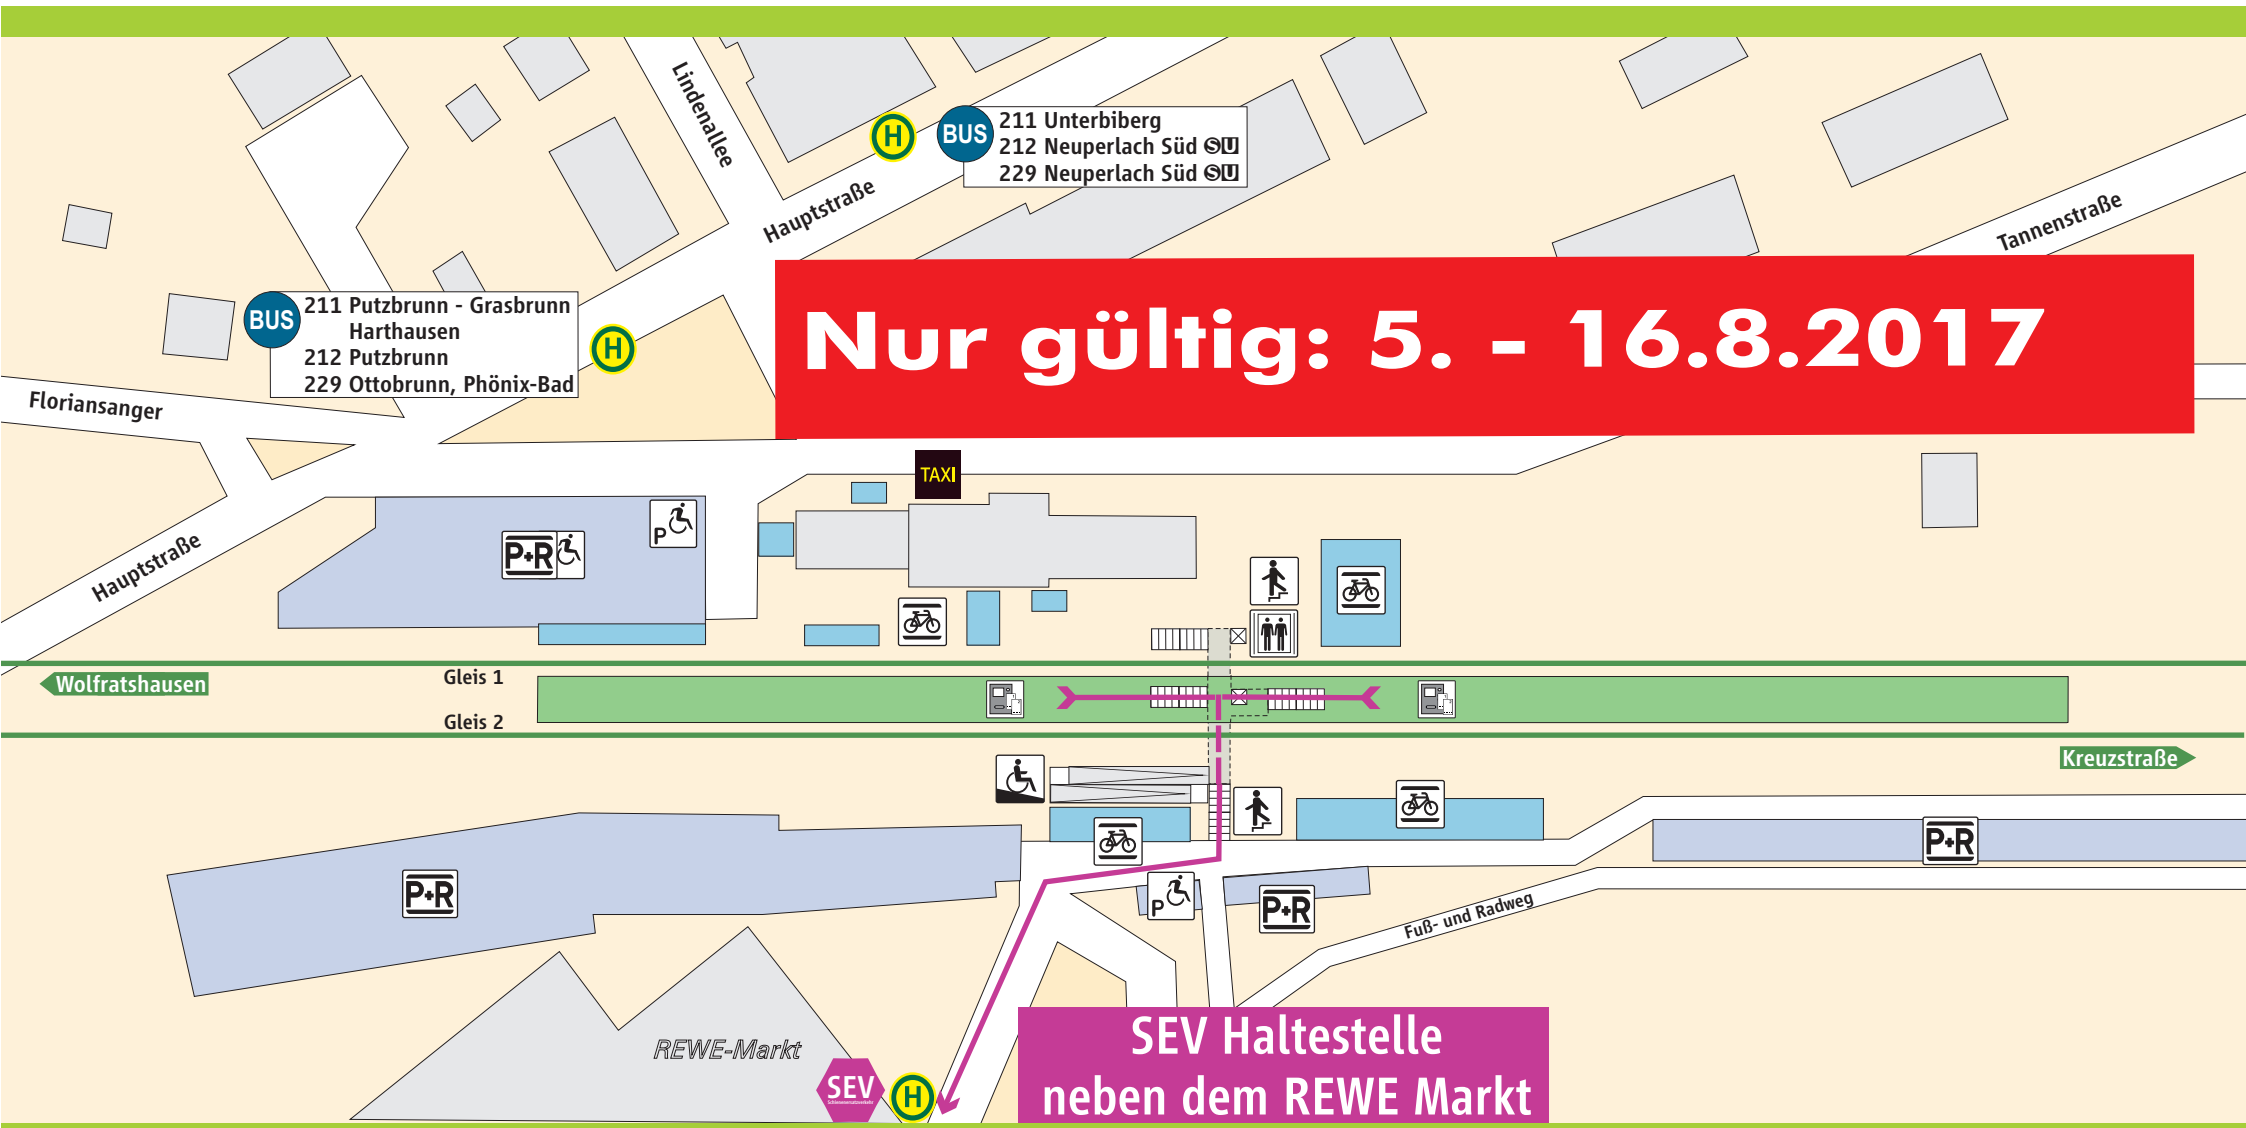 Lindenallee
H
BUS
211 Unterbiberg
212 Neuperlach Süd S U
229 Neuperlach Süd S U
Hauptstraße
Tannenstraße
BUS
211 Putzbrunn - Grasbrunn
Harthausen
212 Putzbrunn
229 Ottobrunn, Phönix-Bad
H
Nur gültig: 5. - 16.8.2017
Floriansanger
TAXI
P
P+R
Hauptstraße
Wolfratshausen
Gleis 1
Gleis 2
Kreuzstraße
P+R
P+R
P
P+R
Fuß- und Radweg
REWE-Markt
SEV
Schienenersatzverkehr
H
SEV Haltestelle
neben dem REWE Markt